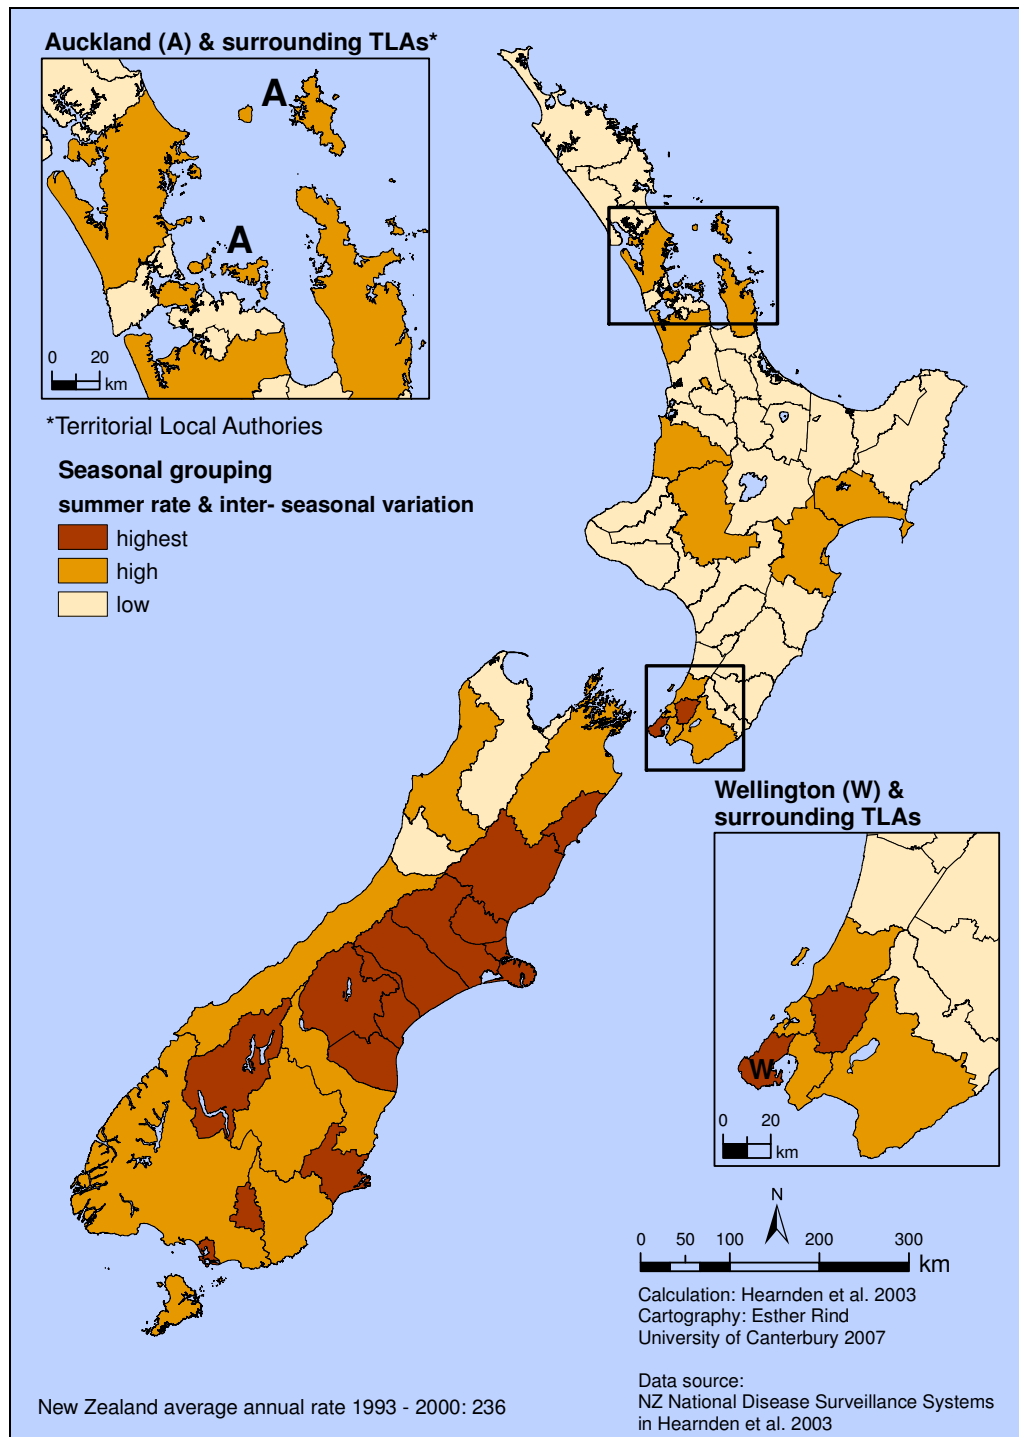 Auckland (A) & surrounding TLAs*
A
A
0 20
km
*Territorial Local Authories
Seasonal grouping
summer rate & inter- seasonal variation
highest
high
low
Wellington (W) &
surrounding TLAs
W
0 20
km
N
0 50 100 200 300
km
Calculation: Hearnden et al. 2003
Cartography: Esther Rind
University of Canterbury 2007
Data source:
NZ National Disease Surveillance Systems
in Hearnden et al. 2003
New Zealand average annual rate 1993 - 2000: 236